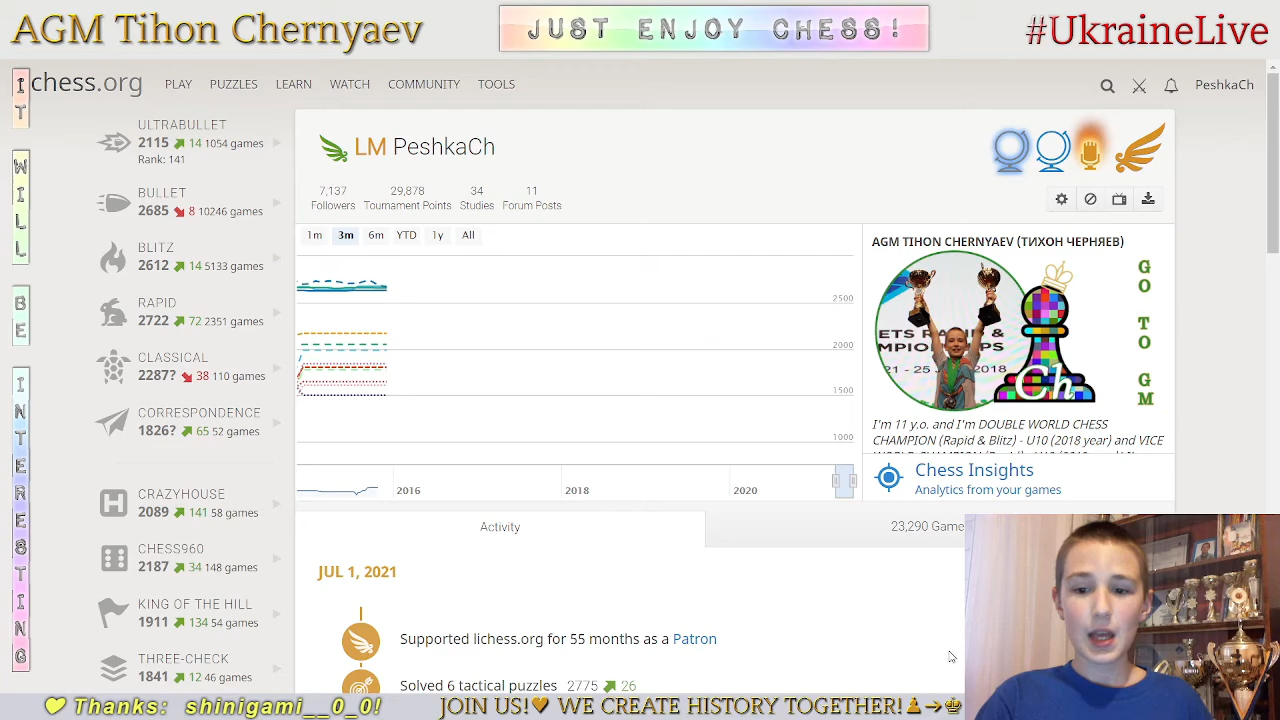 AGM Tihon Chernyaev
JUST ENJOY CHESS!
#UkraineLive
IT
WILL
BE
INTERESTING
chess.org
PLAY PUZZLES LEARN WATCH COMMUNITY TOOLS
PeshkaCh
ULTRABULLET
2115 14 1054 games
Rank: 141
BULLET
2685 8 10246 games
BLITZ
2612 14 5133 games
RAPID
2722 72 2351 games
CLASSICAL
2287? 38 110 games
CORRESPONDENCE
1826? 65 52 games
CRAZYHOUSE
2089 141 58 games
CHESS960
2187 34 148 games
KING OF THE HILL
1911 134 54 games
THREE-CHECK
1841 12 46 games
LM PeshkaCh
7,137 29,878 34 11
Followers Tournament Points Studies Forum Posts
1m 3m 6m YTD 1y All
2500
2000
1500
1000
2016 2018 2020
AGM TIHON CHERNYAEV (ТИХОН ЧЕРНЯЕВ)
ETS RAPID &
MPIONSHIPS
21 - 25 2018
Ch
GO
TO
GM
I'm 11 y.o. and I'm DOUBLE WORLD CHESS
CHAMPION (Rapid & Blitz) - U10 (2018 year) and VICE
Chess Insights
Analytics from your games
Activity
23,290 Game
JUL 1, 2021
Supported lichess.org for 55 months as a Patron
Solved 6 tactical puzzles 2775 26
Thanks: shinigami__0_0!
JOIN US! WE CREATE HISTORY TOGETHER!